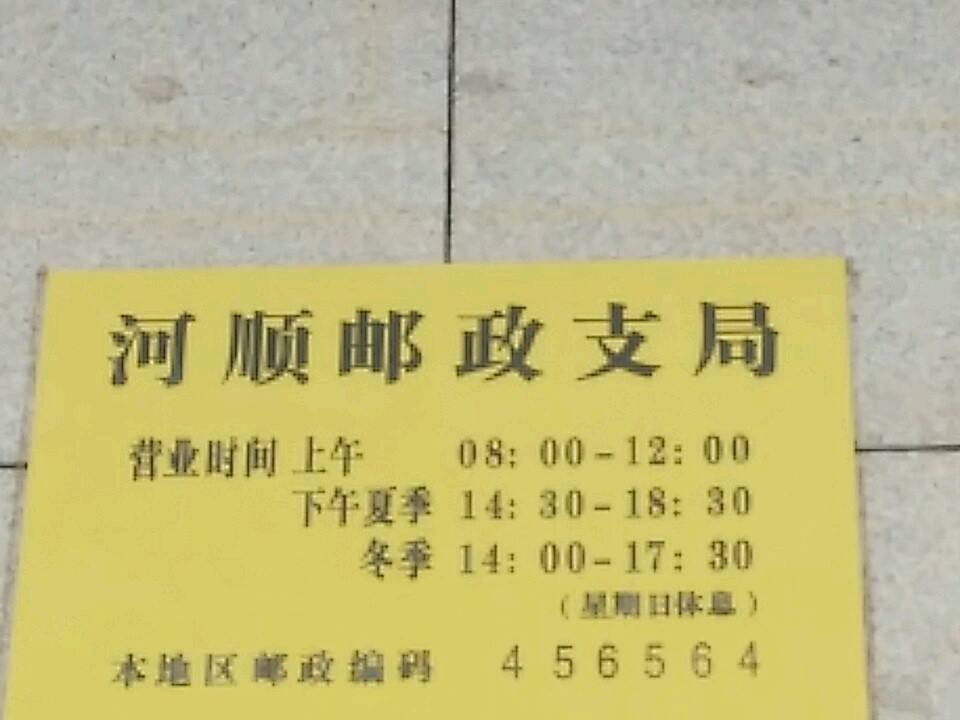 河顺邮政支局
营业时间 上午 08:00-12:00
下午夏季 14:30-18:30
冬季 14:00-17:30
(星期日休息)
本地区邮政编码 456564